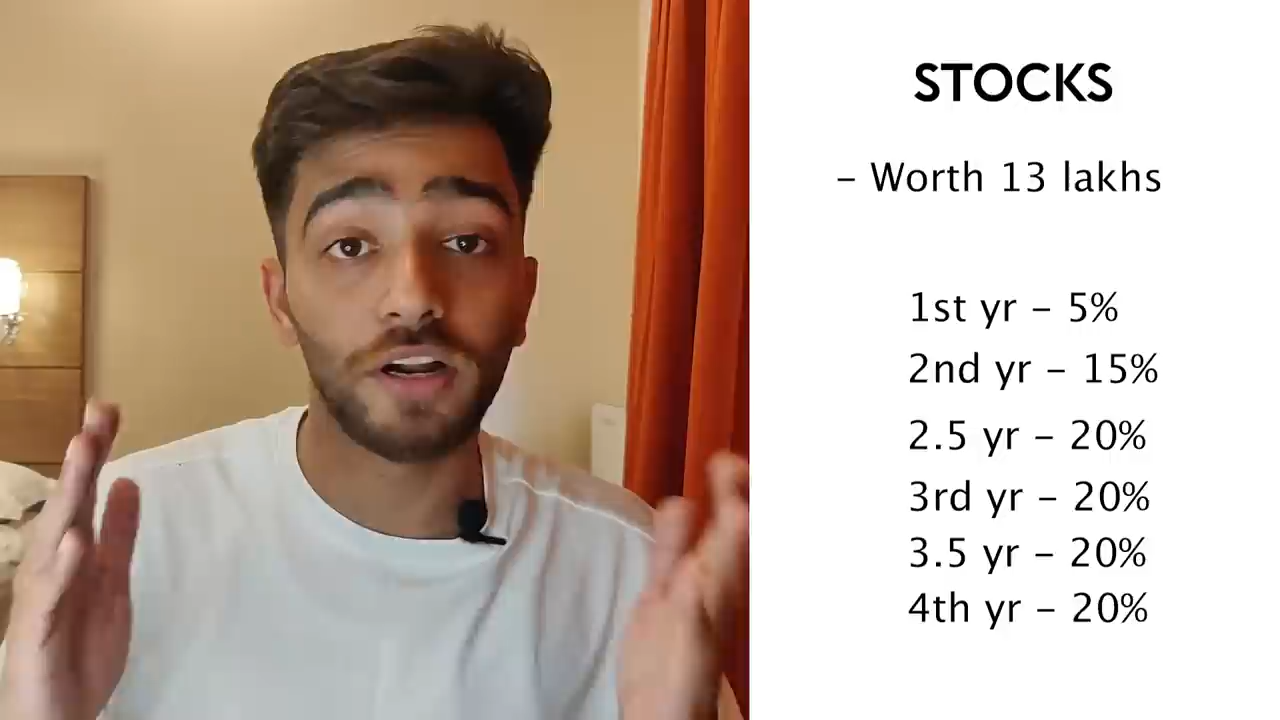 STOCKS
– Worth 13 lakhs
1st yr – 5%
2nd yr – 15%
2.5 yr – 20%
3rd yr – 20%
3.5 yr – 20%
4th yr – 20%